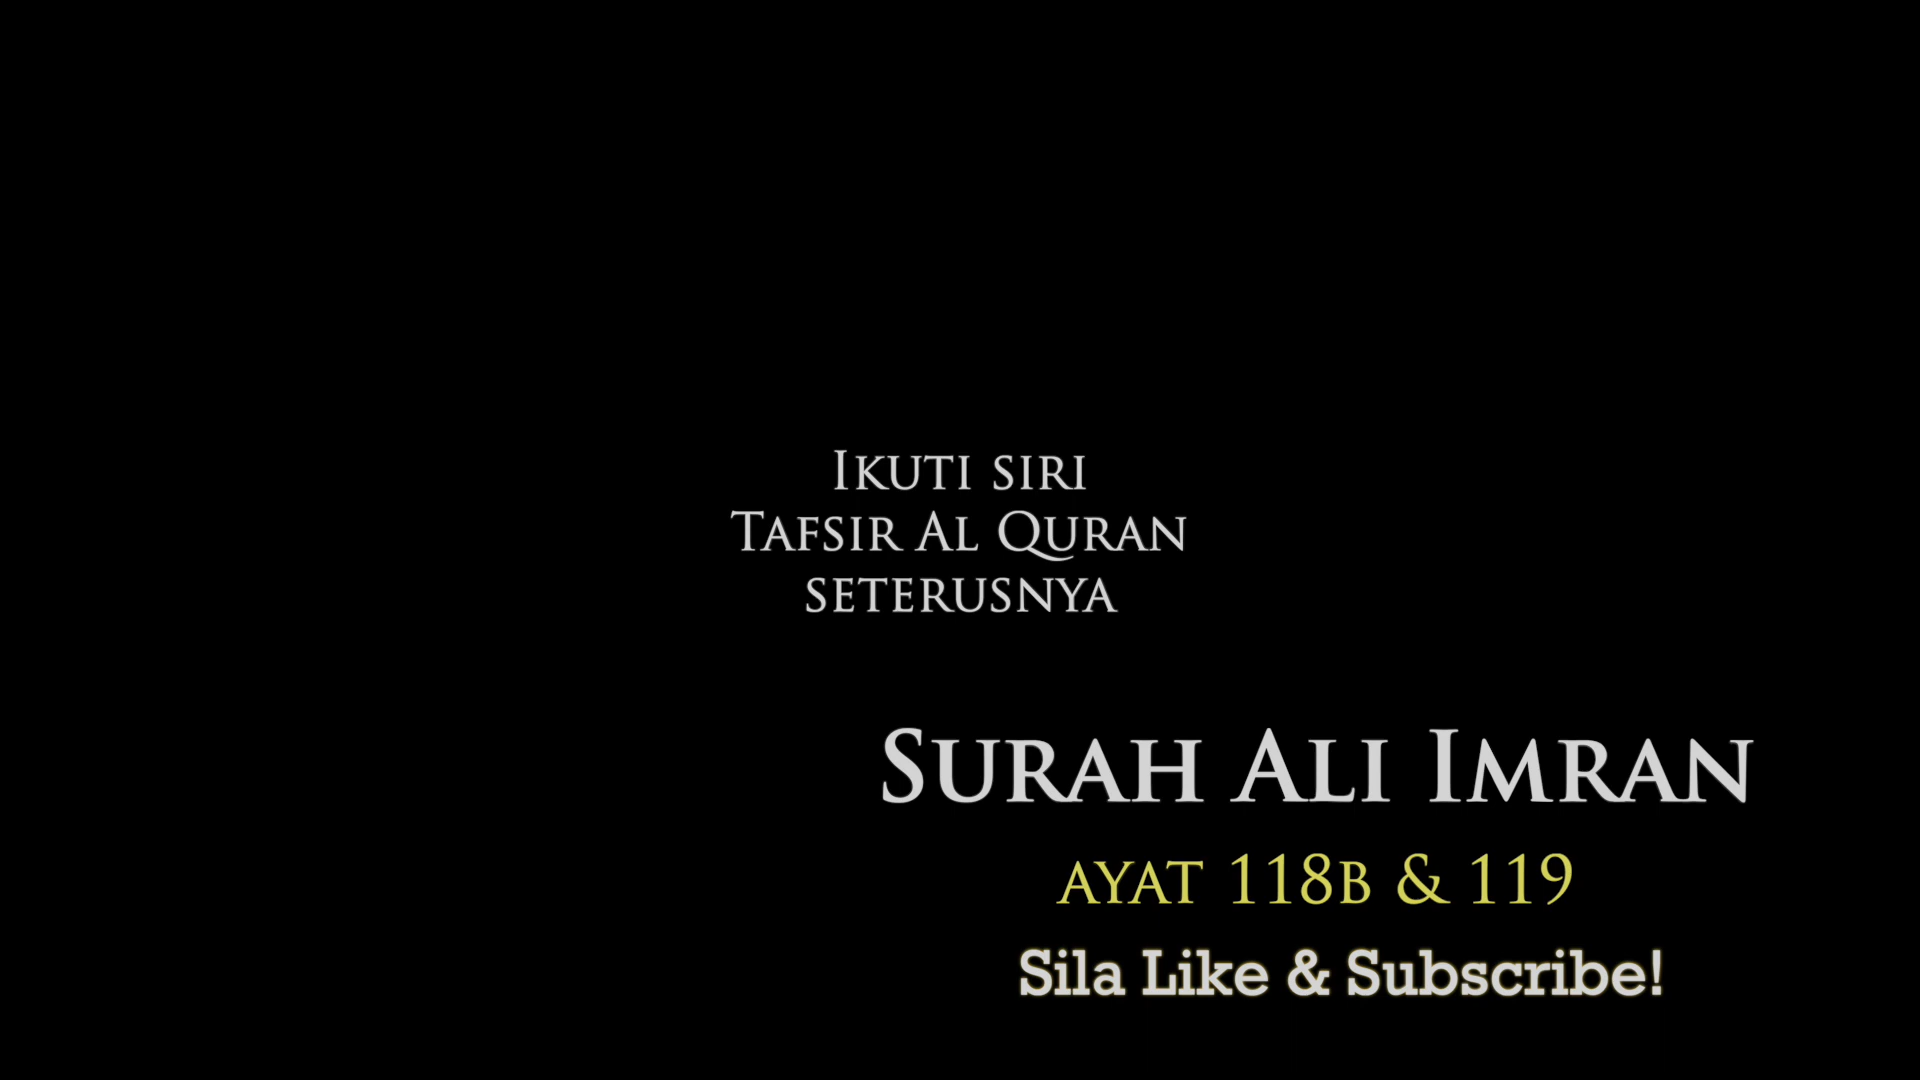 Ikuti siri
Tafsir Al Quran
seterusnya
Surah Ali Imran
ayat 118b & 119
Sila Like & Subscribe!